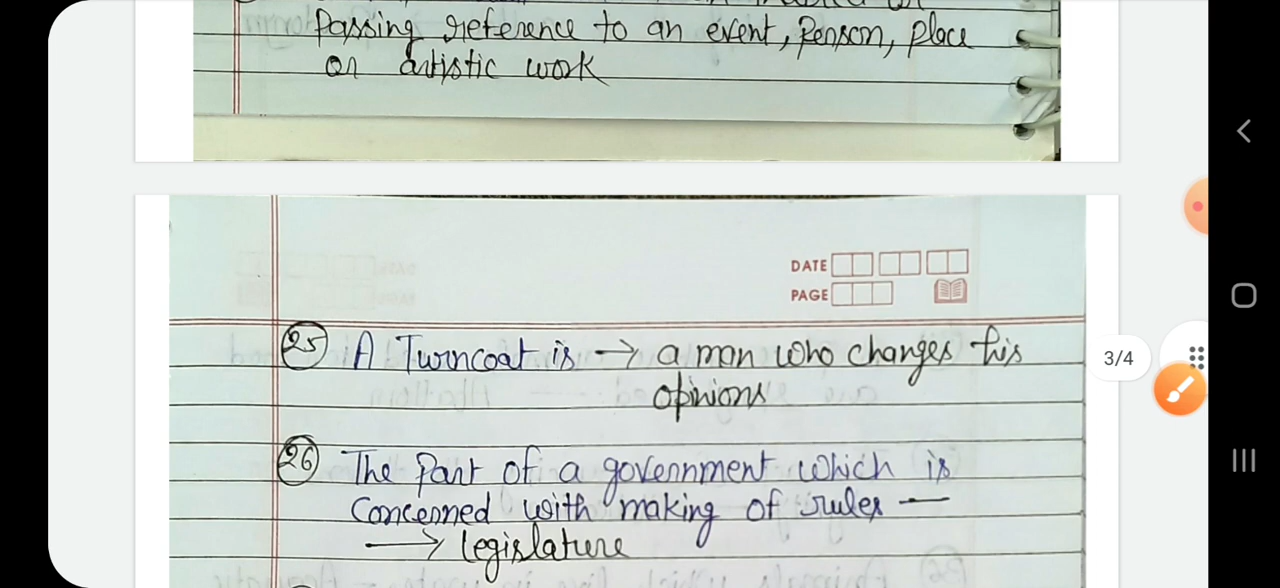 Passing reference to an event, Person, Place
or artistic work
DATE
PAGE
25 A Turncoat is → a man who changes his
opinions
26 The Part of a government which is
Concerned with making of rules —
→ legislature
3/4